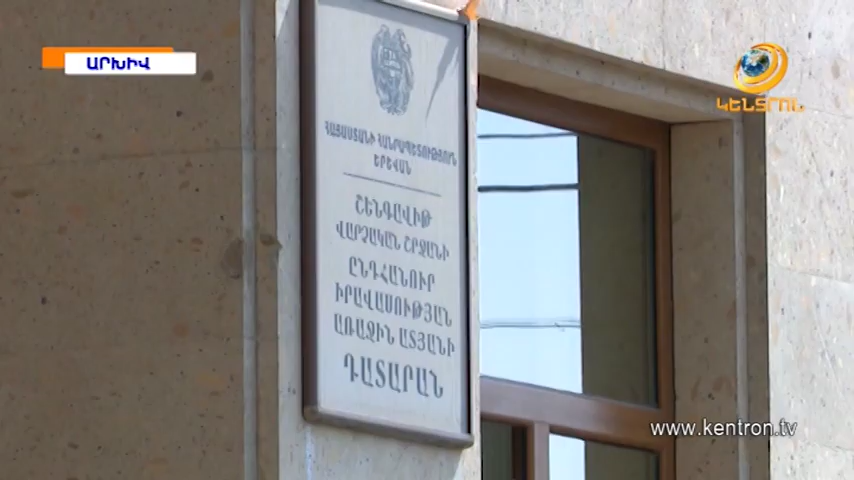 ԱՐԽԻՎ
ԿԵՆՏՐՈՆ
ՀԱՅԱՍՏԱՆԻ ՀԱՆՐԱՊԵՏՈՒԹՅՈՒՆ
ԵՐԵՎԱՆ
ՇԵՆԳԱՎԻԹ
ՎԱՐՉԱԿԱՆ ՇՐՋԱՆԻ
ԸՆԴՀԱՆՈՒՐ
ԻՐԱՎԱՍՈՒԹՅԱՆ
ԱՌԱՋԻՆ ԱՏՅԱՆԻ
ԴԱՏԱՐԱՆ
www.kentron.tv